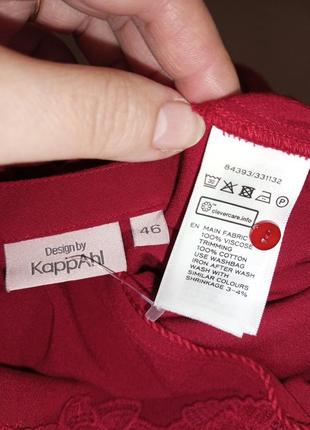 Design by
KappAhl
46
84393/331132
30
P
clevercare.info
EN MAIN FABRIC
100% VISCOSE
TRIMMING
100% COTTON
USE WASHBAG
IRON AFTER WASH
WASH WITH
SIMILAR COLOURS
SHRINKAGE 3-4%